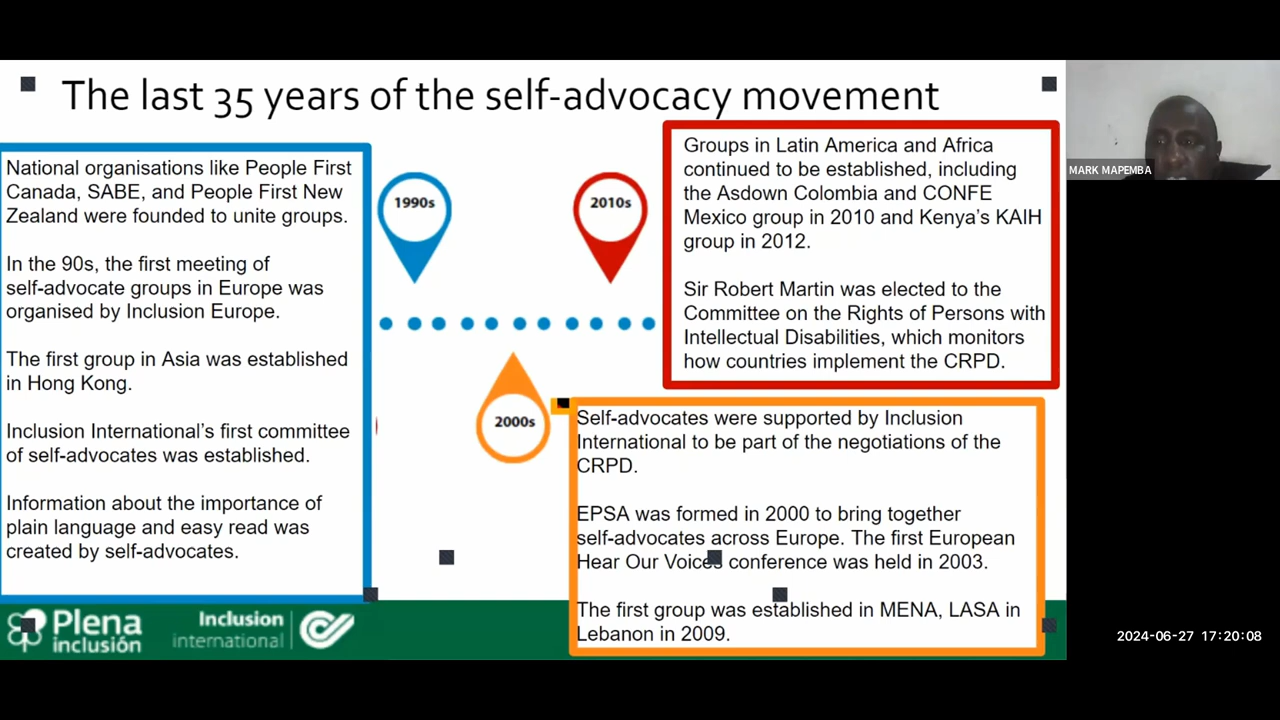 The last 35 years of the self-advocacy movement
National organisations like People First
Canada, SABE, and People First New
Zealand were founded to unite groups.
In the 90s, the first meeting of
self-advocate groups in Europe was
organised by Inclusion Europe.
The first group in Asia was established
in Hong Kong.
Inclusion International's first committee
of self-advocates was established.
Information about the importance of
plain language and easy read was
created by self-advocates.
1990s
2010s
Groups in Latin America and Africa
continued to be established, including
the Asdown Colombia and CONFE
Mexico group in 2010 and Kenya's KAIH
group in 2012.
Sir Robert Martin was elected to the
Committee on the Rights of Persons with
Intellectual Disabilities, which monitors
how countries implement the CRPD.
2000s
Self-advocates were supported by Inclusion
International to be part of the negotiations of the
CRPD.
EPSA was formed in 2000 to bring together
self-advocates across Europe. The first European
Hear Our Voices conference was held in 2003.
The first group was established in MENA, LASA in
Lebanon in 2009.
Plena
inclusión
Inclusion
international
MARK MAPEMBA
2024-06-27 17:20:08